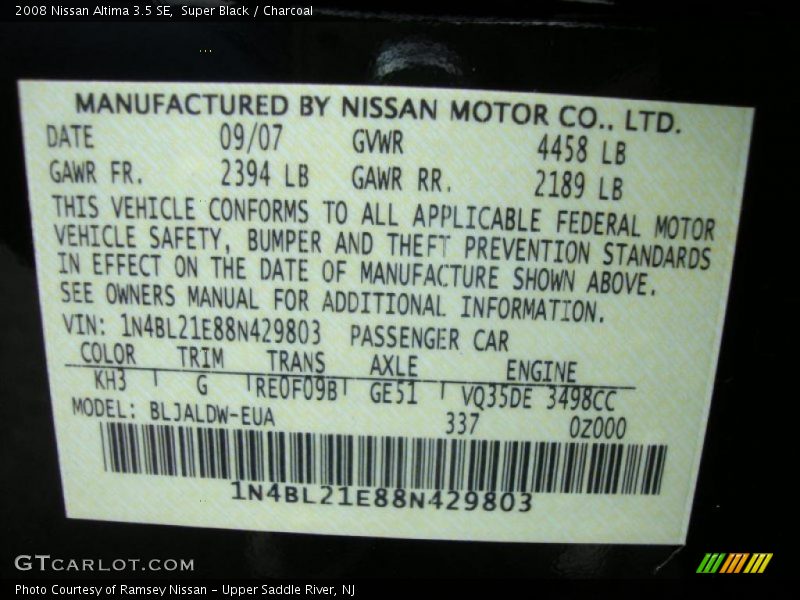 2008 Nissan Altima 3.5 SE, Super Black / Charcoal
MANUFACTURED BY NISSAN MOTOR CO., LTD.
DATE 09/07 GVWR 4458 LB
GAWR FR. 2394 LB GAWR RR. 2189 LB
THIS VEHICLE CONFORMS TO ALL APPLICABLE FEDERAL MOTOR
VEHICLE SAFETY, BUMPER AND THEFT PREVENTION STANDARDS
IN EFFECT ON THE DATE OF MANUFACTURE SHOWN ABOVE.
SEE OWNERS MANUAL FOR ADDITIONAL INFORMATION.
VIN: 1N4BL21E88N429803 PASSENGER CAR
COLOR TRIM TRANS AXLE ENGINE
KH3 G RE0F09B GE51 VQ35DE 3498CC
MODEL: BLJALDW-EUA 337 0Z000
1N4BL21E88N429803
GTCARLOT.COM
Photo Courtesy of Ramsey Nissan - Upper Saddle River, NJ